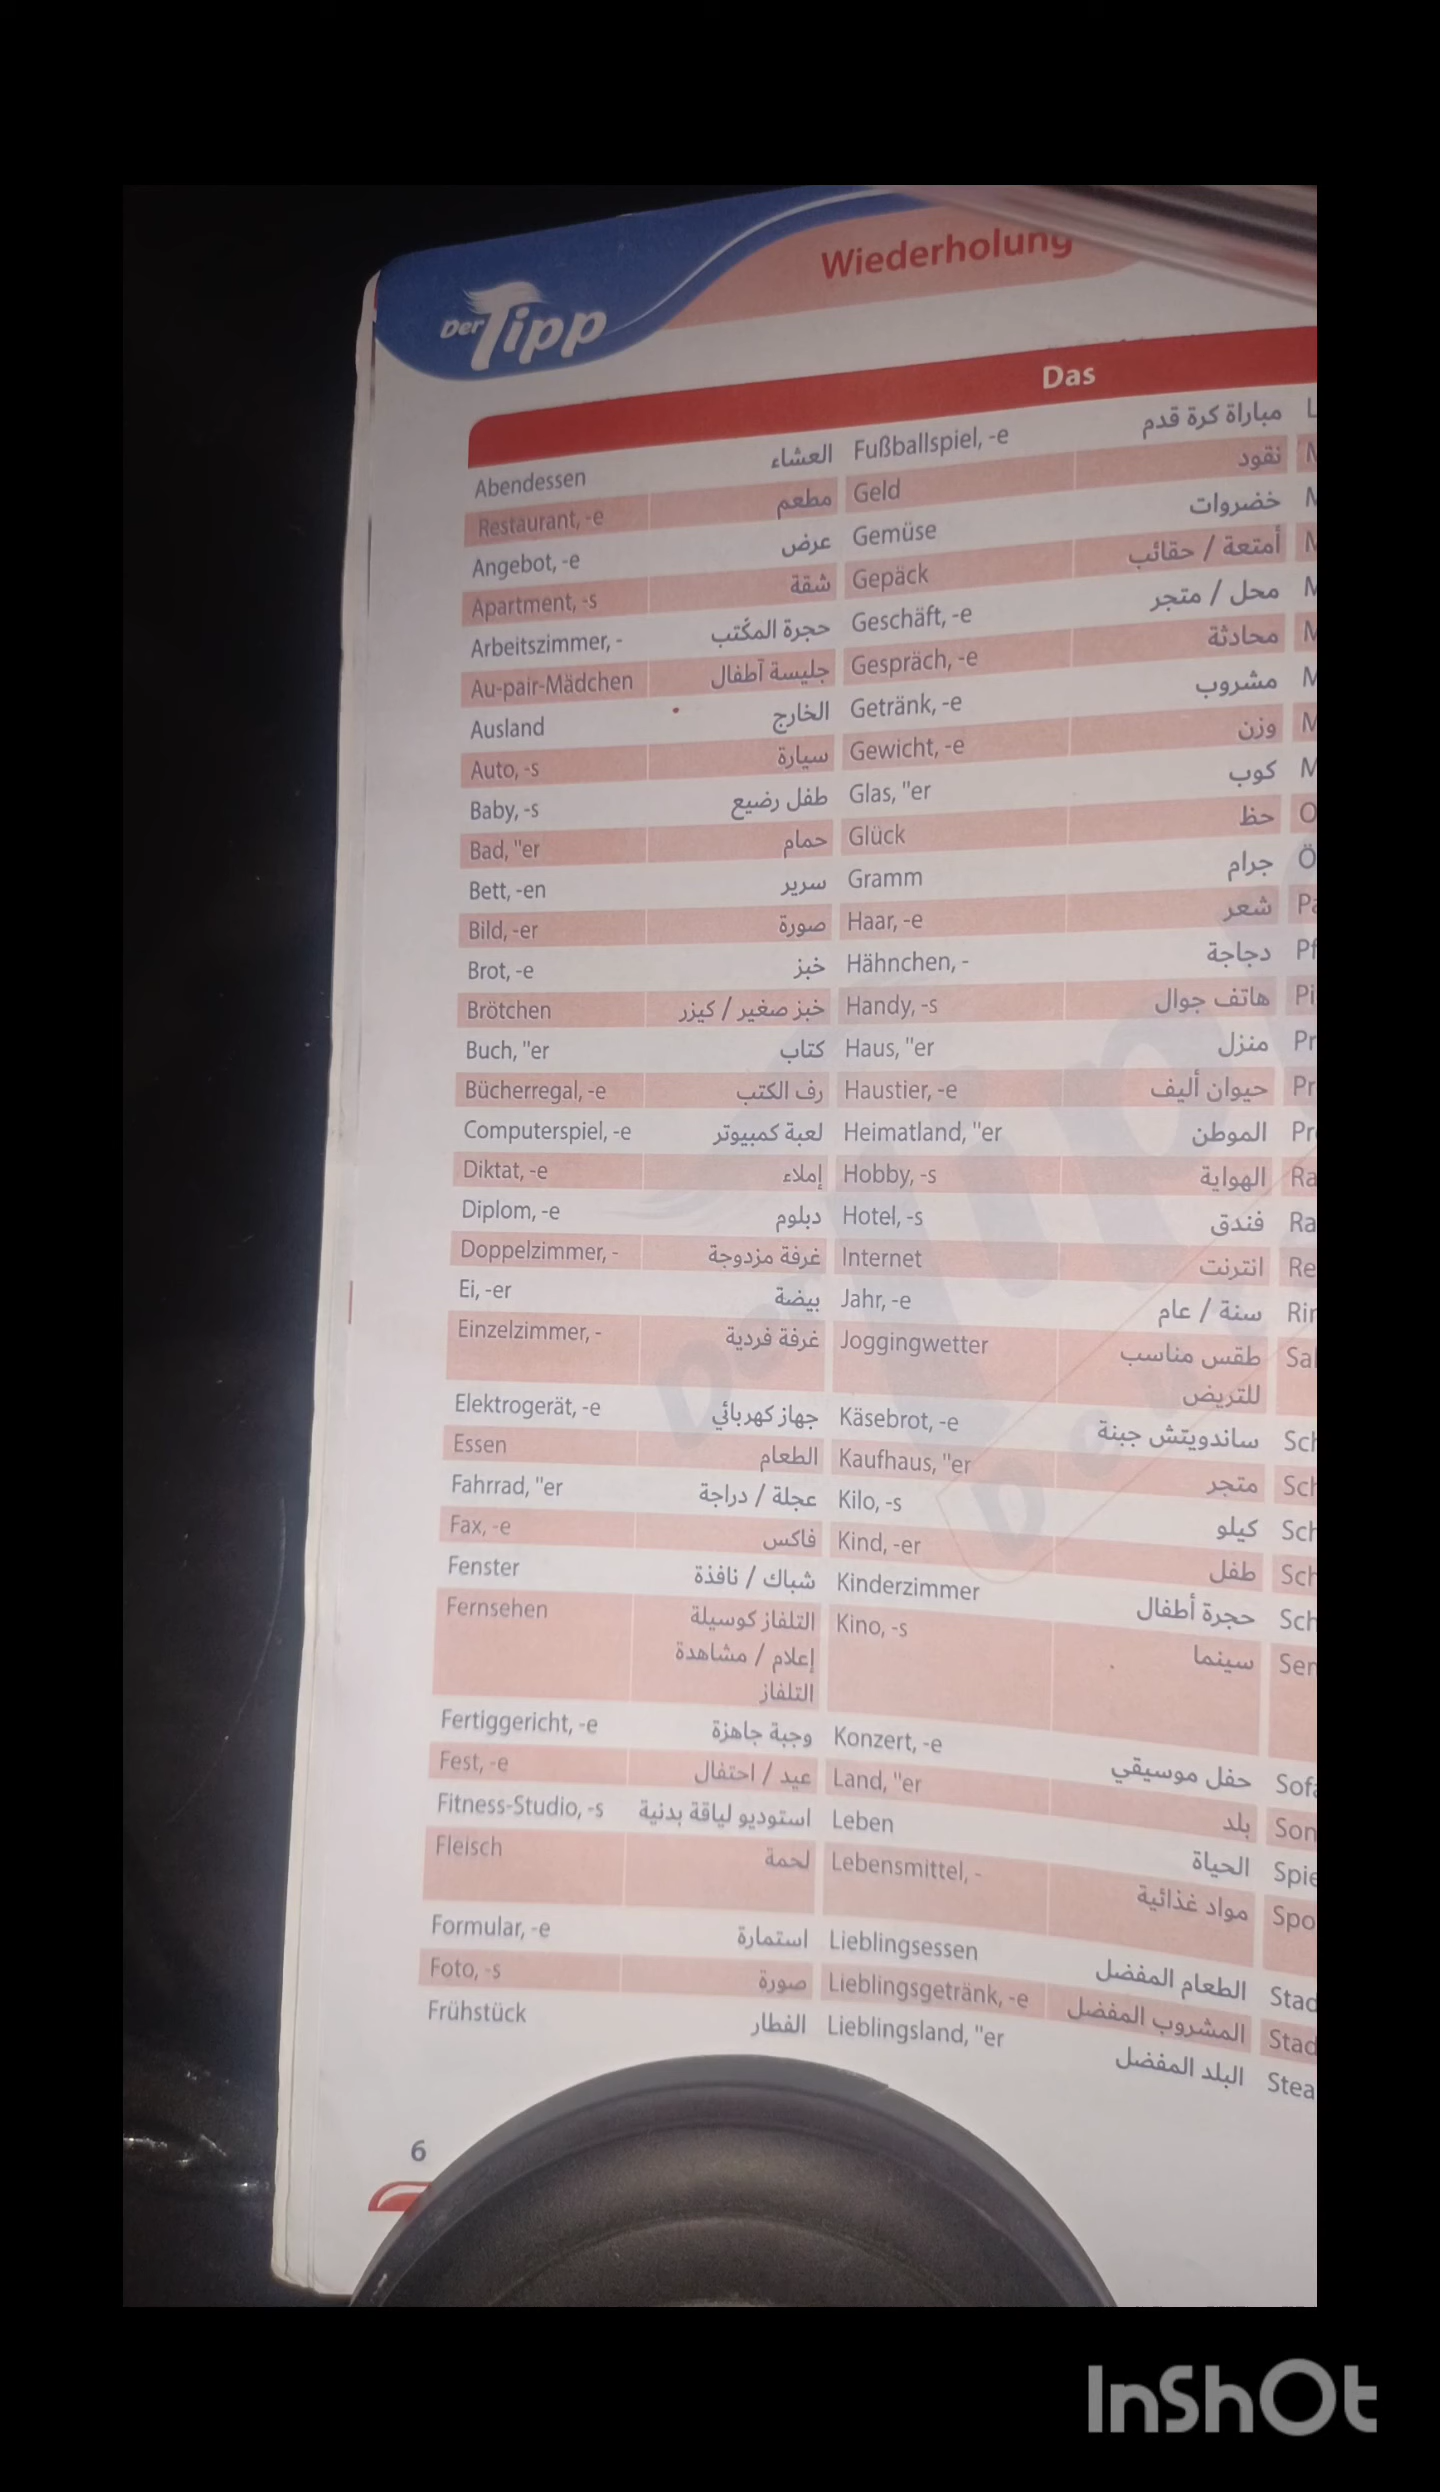 Der Tipp
Wiederholung
Das
Abendessen العشاء Fußballspiel, -e مباراة كرة قدم
Restaurant, -e مطعم Geld نقود
Angebot, -e عرض Gemüse خضروات
Apartment, -s شقة Gepäck أمتعة / حقائب
Arbeitszimmer, - حجرة المكتب Geschäft, -e محل / متجر
Au-pair-Mädchen جليسة أطفال Gespräch, -e محادثة
Ausland الخارج Getränk, -e مشروب
Auto, -s سيارة Gewicht, -e وزن
Baby, -s طفل رضيع Glas, "er كوب
Bad, "er حمام Glück حظ
Bett, -en سرير Gramm جرام
Bild, -er صورة Haar, -e شعر
Brot, -e خبز Hähnchen, - دجاجة
Brötchen خبز صغير / كيزر Handy, -s هاتف جوال
Buch, "er كتاب Haus, "er منزل
Bücherregal, -e رف الكتب Haustier, -e حيوان أليف
Computerspiel, -e لعبة كمبيوتر Heimatland, "er الموطن
Diktat, -e إملاء Hobby, -s الهواية
Diplom, -e دبلوم Hotel, -s فندق
Doppelzimmer, - غرفة مزدوجة Internet انترنت
Ei, -er بيضة Jahr, -e سنة / عام
Einzelzimmer, - غرفة فردية Joggingwetter طقس مناسب
للتريض
Elektrogerät, -e جهاز كهربائي Käsebrot, -e ساندويتش جبنة
Essen الطعام Kaufhaus, "er متجر
Fahrrad, "er عجلة / دراجة Kilo, -s كيلو
Fax, -e فاكس Kind, -er طفل
Fenster شباك / نافذة Kinderzimmer حجرة أطفال
Fernsehen التلفاز كوسيلة Kino, -s سينما
إعلام / مشاهدة
التلفاز
Fertiggericht, -e وجبة جاهزة Konzert, -e حفل موسيقي
Fest, -e عيد / احتفال Land, "er بلد
Fitness-Studio, -s استوديو لياقة بدنية Leben الحياة
Fleisch لحمة Lebensmittel, - مواد غذائية
Formular, -e استمارة Lieblingsessen الطعام المفضل
Foto, -s صورة Lieblingsgetränk, -e المشروب المفضل
Frühstück الفطار Lieblingsland, "er البلد المفضل
6
InShOt